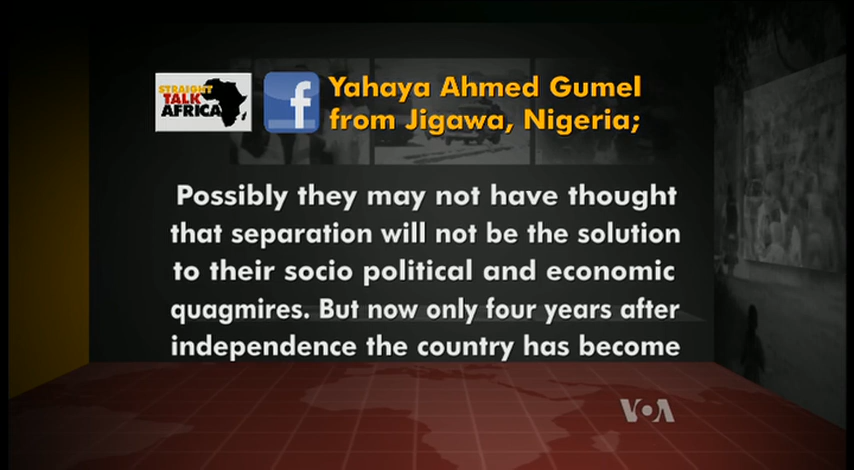 STRAIGHT
TALK
AFRICA
f
Yahaya Ahmed Gumel
from Jigawa, Nigeria;
Possibly they may not have thought
that separation will not be the solution
to their socio political and economic
quagmires. But now only four years after
independence the country has become
VOA